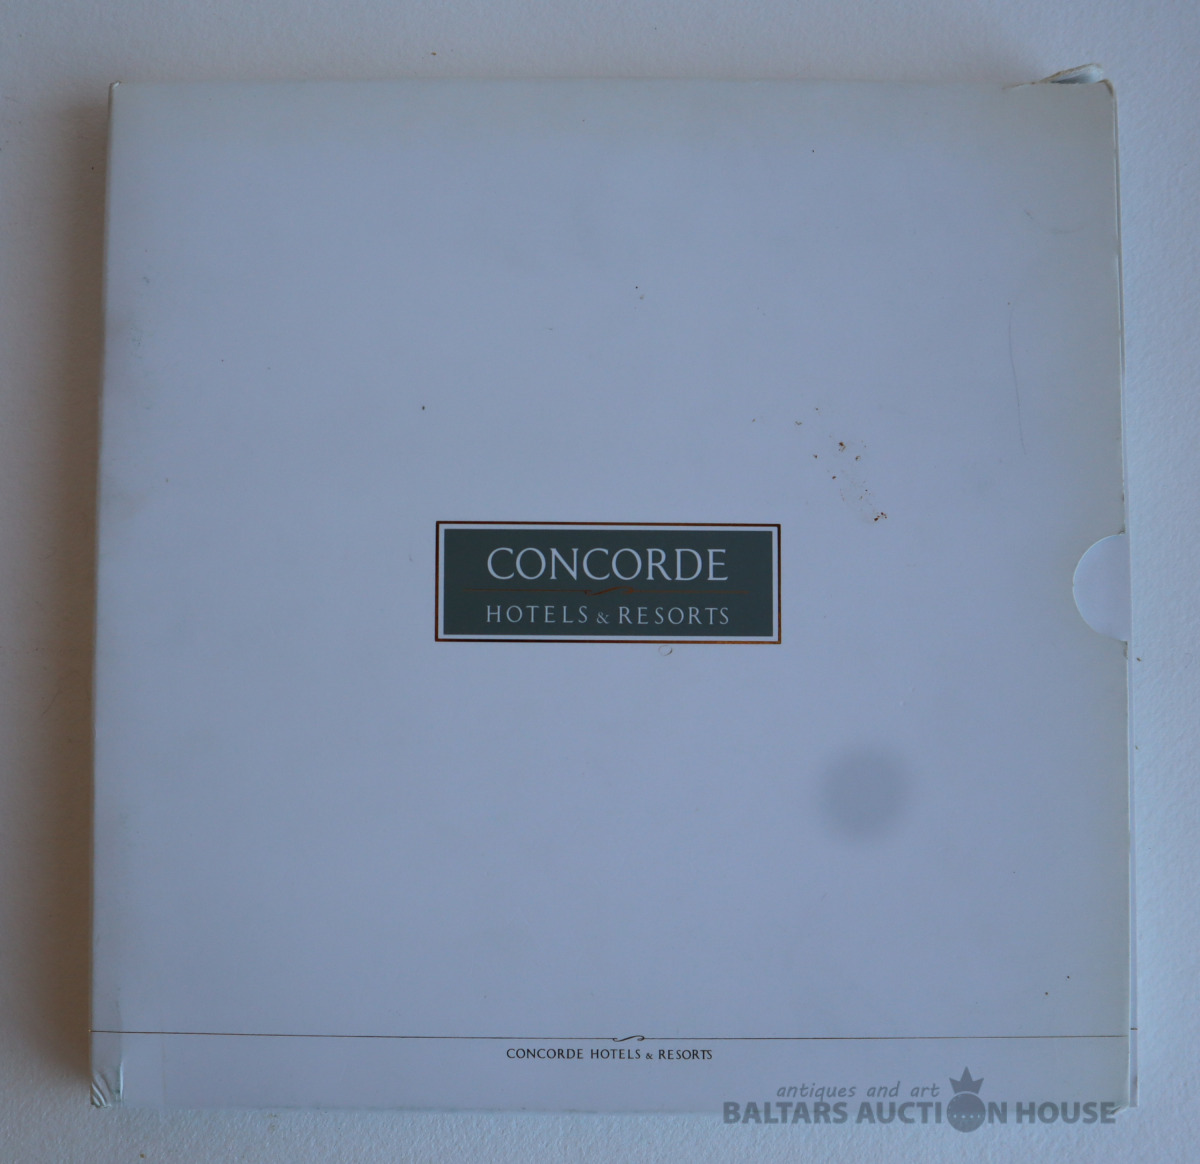 CONCORDE
HOTELS & RESORTS
CONCORDE HOTELS & RESORTS
antiques and art
BALTARS AUCTION HOUSE